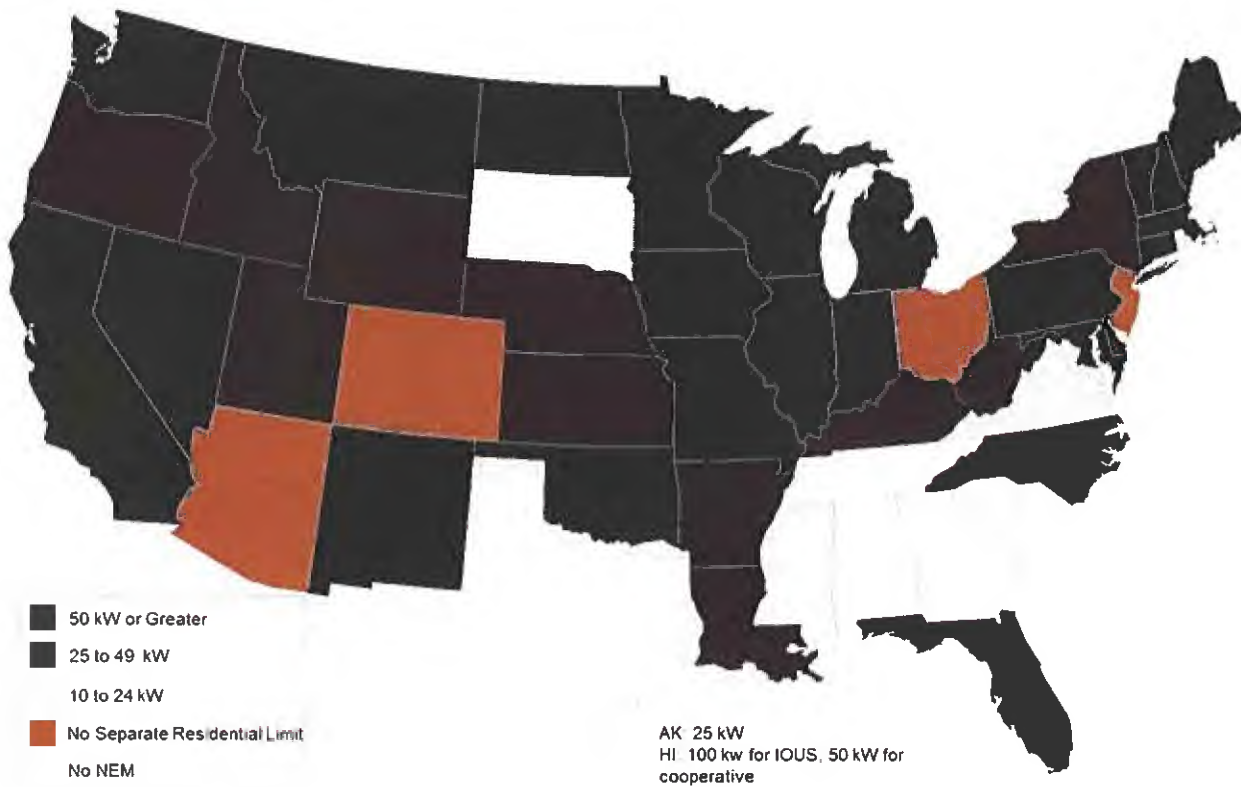 50 kW or Greater
25 to 49 kW
10 to 24 kW
No Separate Residential Limit
No NEM
AK: 25 kW
HI: 100 kw for IOUS, 50 kW for
cooperative